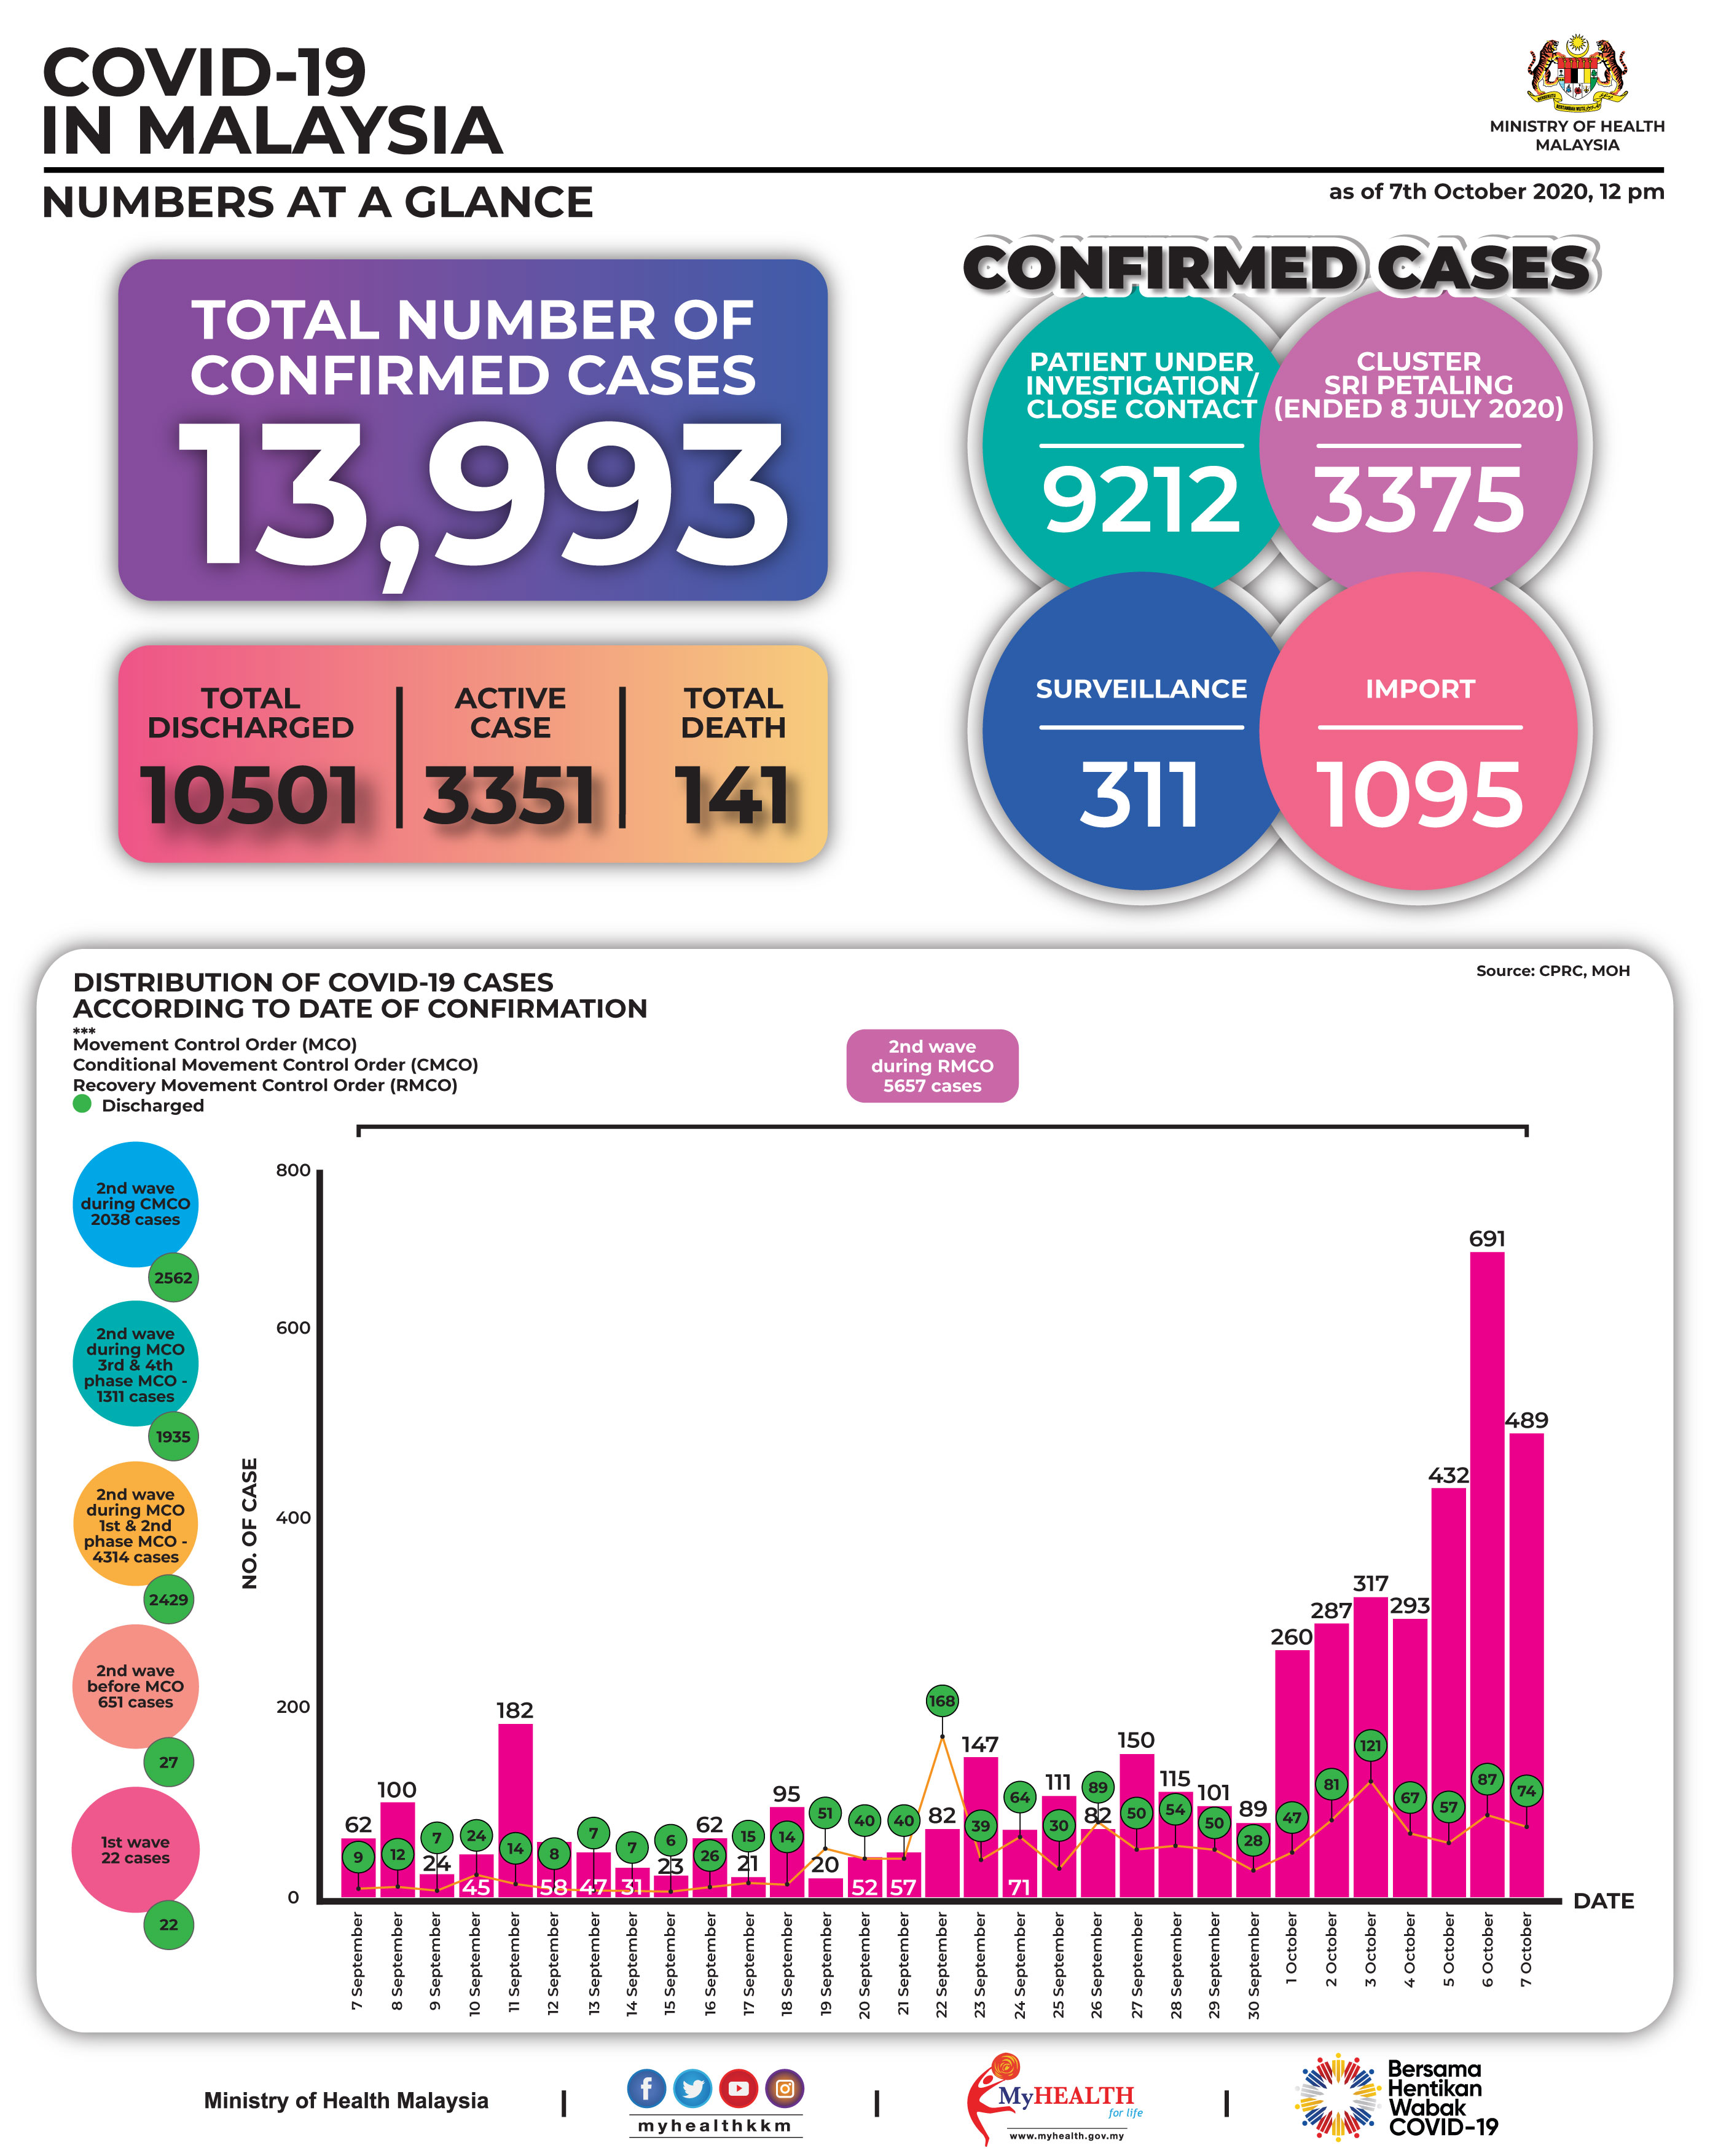 COVID-19
IN MALAYSIA
MINISTRY OF HEALTH
MALAYSIA
NUMBERS AT A GLANCE
as of 7th October 2020, 12 pm
TOTAL NUMBER OF
CONFIRMED CASES
13,993
TOTAL
DISCHARGED
10501
ACTIVE
CASE
3351
TOTAL
DEATH
141
CONFIRMED CASES
PATIENT UNDER
INVESTIGATION /
CLOSE CONTACT
9212
CLUSTER
SRI PETALING
(ENDED 8 JULY 2020)
3375
SURVEILLANCE
311
IMPORT
1095
DISTRIBUTION OF COVID-19 CASES
ACCORDING TO DATE OF CONFIRMATION
Source: CPRC, MOH
***
Movement Control Order (MCO)
Conditional Movement Control Order (CMCO)
Recovery Movement Control Order (RMCO)
Discharged
2nd wave
during RMCO
5657 cases
2nd wave
during CMCO
2038 cases
2562
2nd wave
during MCO
3rd & 4th
phase MCO -
1311 cases
1935
2nd wave
during MCO
1st & 2nd
phase MCO -
4314 cases
2429
2nd wave
before MCO
651 cases
27
1st wave
22 cases
22
NO. OF CASE
800
600
400
200
0
62
100
24
45
182
58
47
31
23
62
21
95
20
52
57
82
147
71
111
82
150
115
101
89
260
287
317
293
432
691
489
9
12
7
24
14
8
7
7
6
26
15
14
51
40
40
168
39
64
30
89
50
54
50
28
47
81
121
67
57
87
74
DATE
7 September
8 September
9 September
10 September
11 September
12 September
13 September
14 September
15 September
16 September
17 September
18 September
19 September
20 September
21 September
22 September
23 September
24 September
25 September
26 September
27 September
28 September
29 September
30 September
1 October
2 October
3 October
4 October
5 October
6 October
7 October
Ministry of Health Malaysia
myhealthkkm
MyHEALTH
for life
www.myhealth.gov.my
Bersama
Hentikan
Wabak
COVID-19